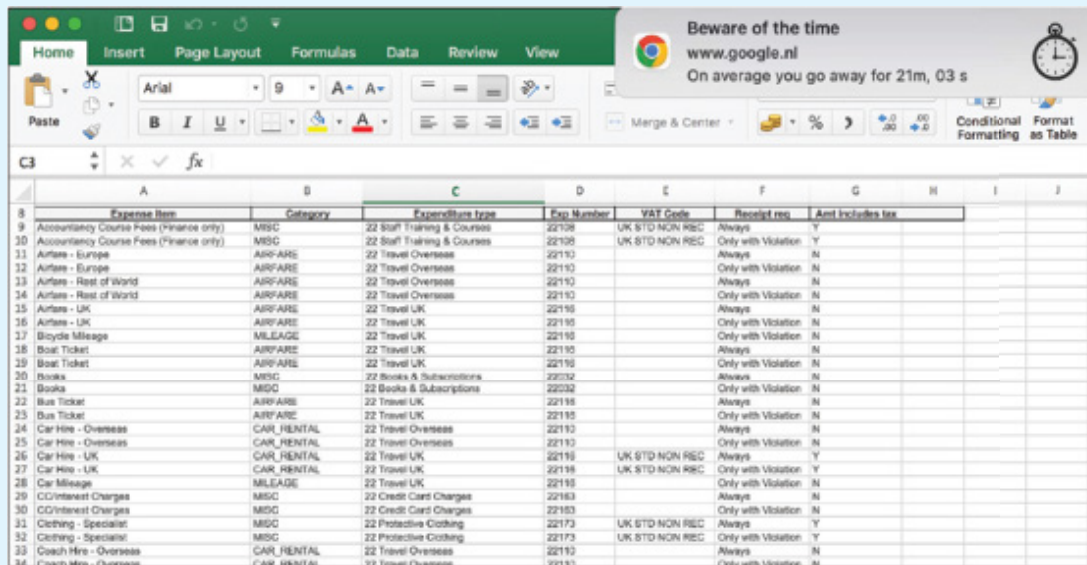 Beware of the time
www.google.nl
On average you go away for 21m, 03 s
Home Insert Page Layout Formulas Data Review View
Arial 9 A A
Paste B I U A Merge & Center % Conditional Formatting Format as Table
C3 fx
A B C D E F G H I J
8 Expense Item Category Expenditure type Exp Number VAT Code Receipt req Amt Includes tax
9 Accountancy Course Fees (Finance only) MISC 22 Staff Training & Courses 22108 UK STD NON REC Always Y
10 Accountancy Course Fees (Finance only) MISC 22 Staff Training & Courses 22108 UK STD NON REC Only with Violation Y
11 Airfare - Europe AIRFARE 22 Travel Overseas 22110 Always N
12 Airfare - Europe AIRFARE 22 Travel Overseas 22110 Only with Violation N
13 Airfare - Rest of World AIRFARE 22 Travel Overseas 22110 Always N
14 Airfare - Rest of World AIRFARE 22 Travel Overseas 22110 Only with Violation N
15 Airfare - UK AIRFARE 22 Travel UK 22116 Always N
16 Airfare - UK AIRFARE 22 Travel UK 22116 Only with Violation N
17 Bicycle Mileage MILEAGE 22 Travel UK 22116 Only with Violation N
18 Boat Ticket AIRFARE 22 Travel UK 22116 Always N
19 Boat Ticket AIRFARE 22 Travel UK 22116 Only with Violation N
20 Books MISC 22 Books & Subscriptions 22032 Always N
21 Books MISC 22 Books & Subscriptions 22032 Only with Violation N
22 Bus Ticket AIRFARE 22 Travel UK 22116 Always N
23 Bus Ticket AIRFARE 22 Travel UK 22116 Only with Violation N
24 Car Hire - Overseas CAR_RENTAL 22 Travel Overseas 22110 Always N
25 Car Hire - Overseas CAR_RENTAL 22 Travel Overseas 22110 Only with Violation N
26 Car Hire - UK CAR_RENTAL 22 Travel UK 22116 UK STD NON REC Always Y
27 Car Hire - UK CAR_RENTAL 22 Travel UK 22116 UK STD NON REC Only with Violation Y
28 Car Mileage MILEAGE 22 Travel UK 22116 Only with Violation N
29 CC/Interest Charges MISC 22 Credit Card Charges 22163 Always N
30 CC/Interest Charges MISC 22 Credit Card Charges 22163 Only with Violation N
31 Clothing - Specialist MISC 22 Protective Clothing 22173 UK STD NON REC Always Y
32 Clothing - Specialist MISC 22 Protective Clothing 22173 UK STD NON REC Only with Violation Y
33 Coach Hire - Overseas CAR_RENTAL 22 Travel Overseas 22110 Always N
34 Coach Hire - Overseas CAR_RENTAL 22 Travel Overseas 22110 Only with Violation N